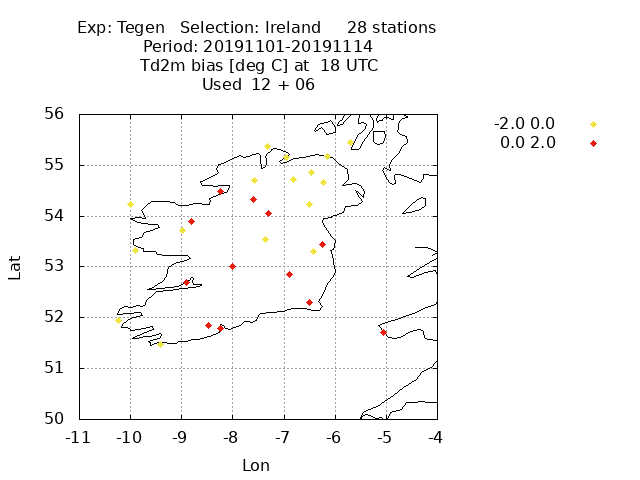 Exp: Tegen   Selection: Ireland     28 stations
Period: 20191101-20191114
Td2m bias [deg C] at  18 UTC
Used  12 + 06
-2.0 0.0
0.0 2.0
56
55
54
53
52
51
50
-11 -10 -9 -8 -7 -6 -5 -4
Lat
Lon